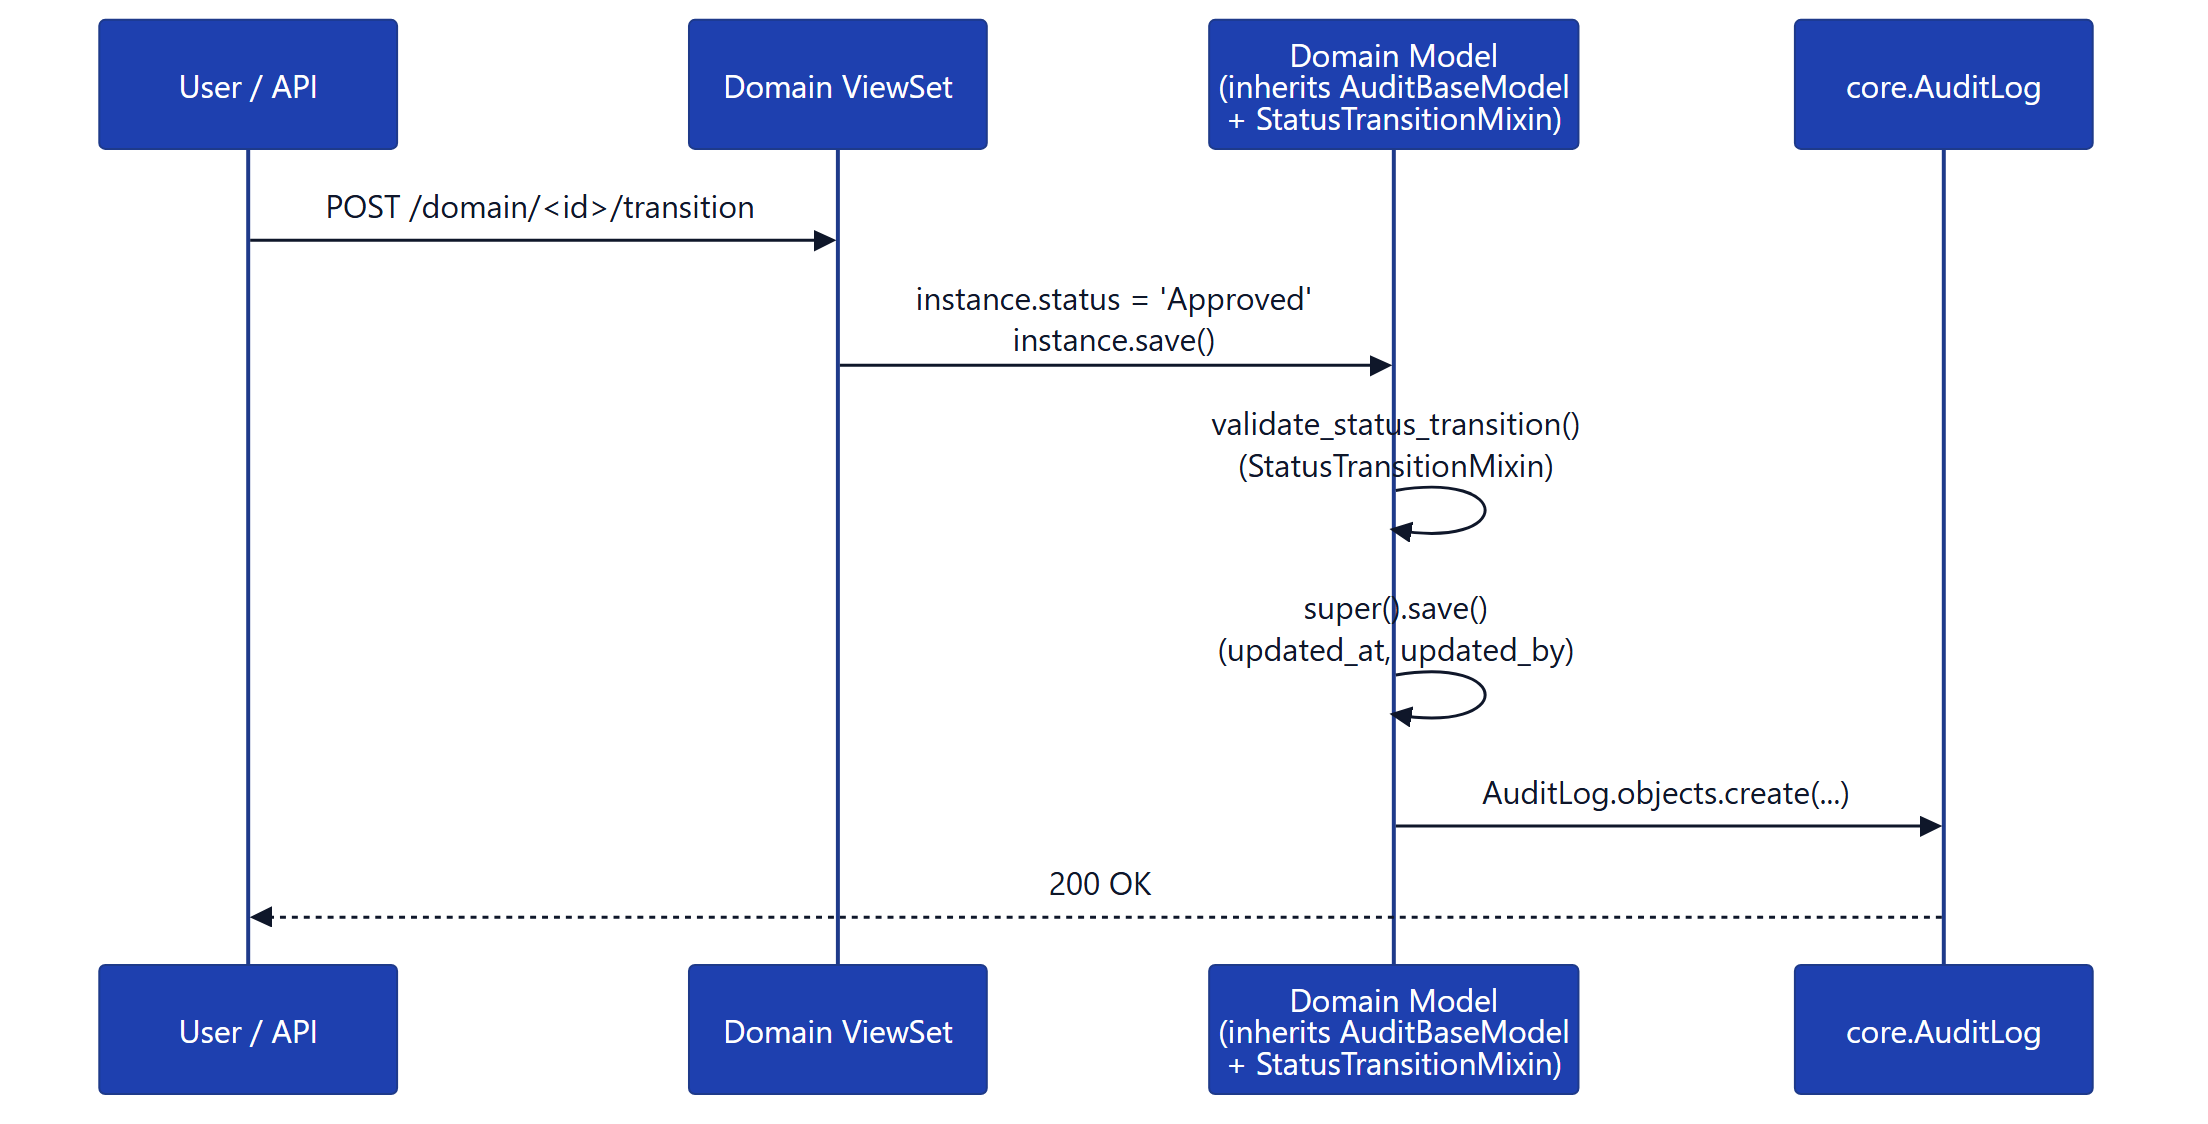 User / API
Domain ViewSet
Domain Model
(inherits AuditBaseModel
+ StatusTransitionMixin)
core.AuditLog
POST /domain/<id>/transition
instance.status = 'Approved'
instance.save()
validate_status_transition()
(StatusTransitionMixin)
super().save()
(updated_at, updated_by)
AuditLog.objects.create(...)
200 OK
User / API
Domain ViewSet
Domain Model
(inherits AuditBaseModel
+ StatusTransitionMixin)
core.AuditLog